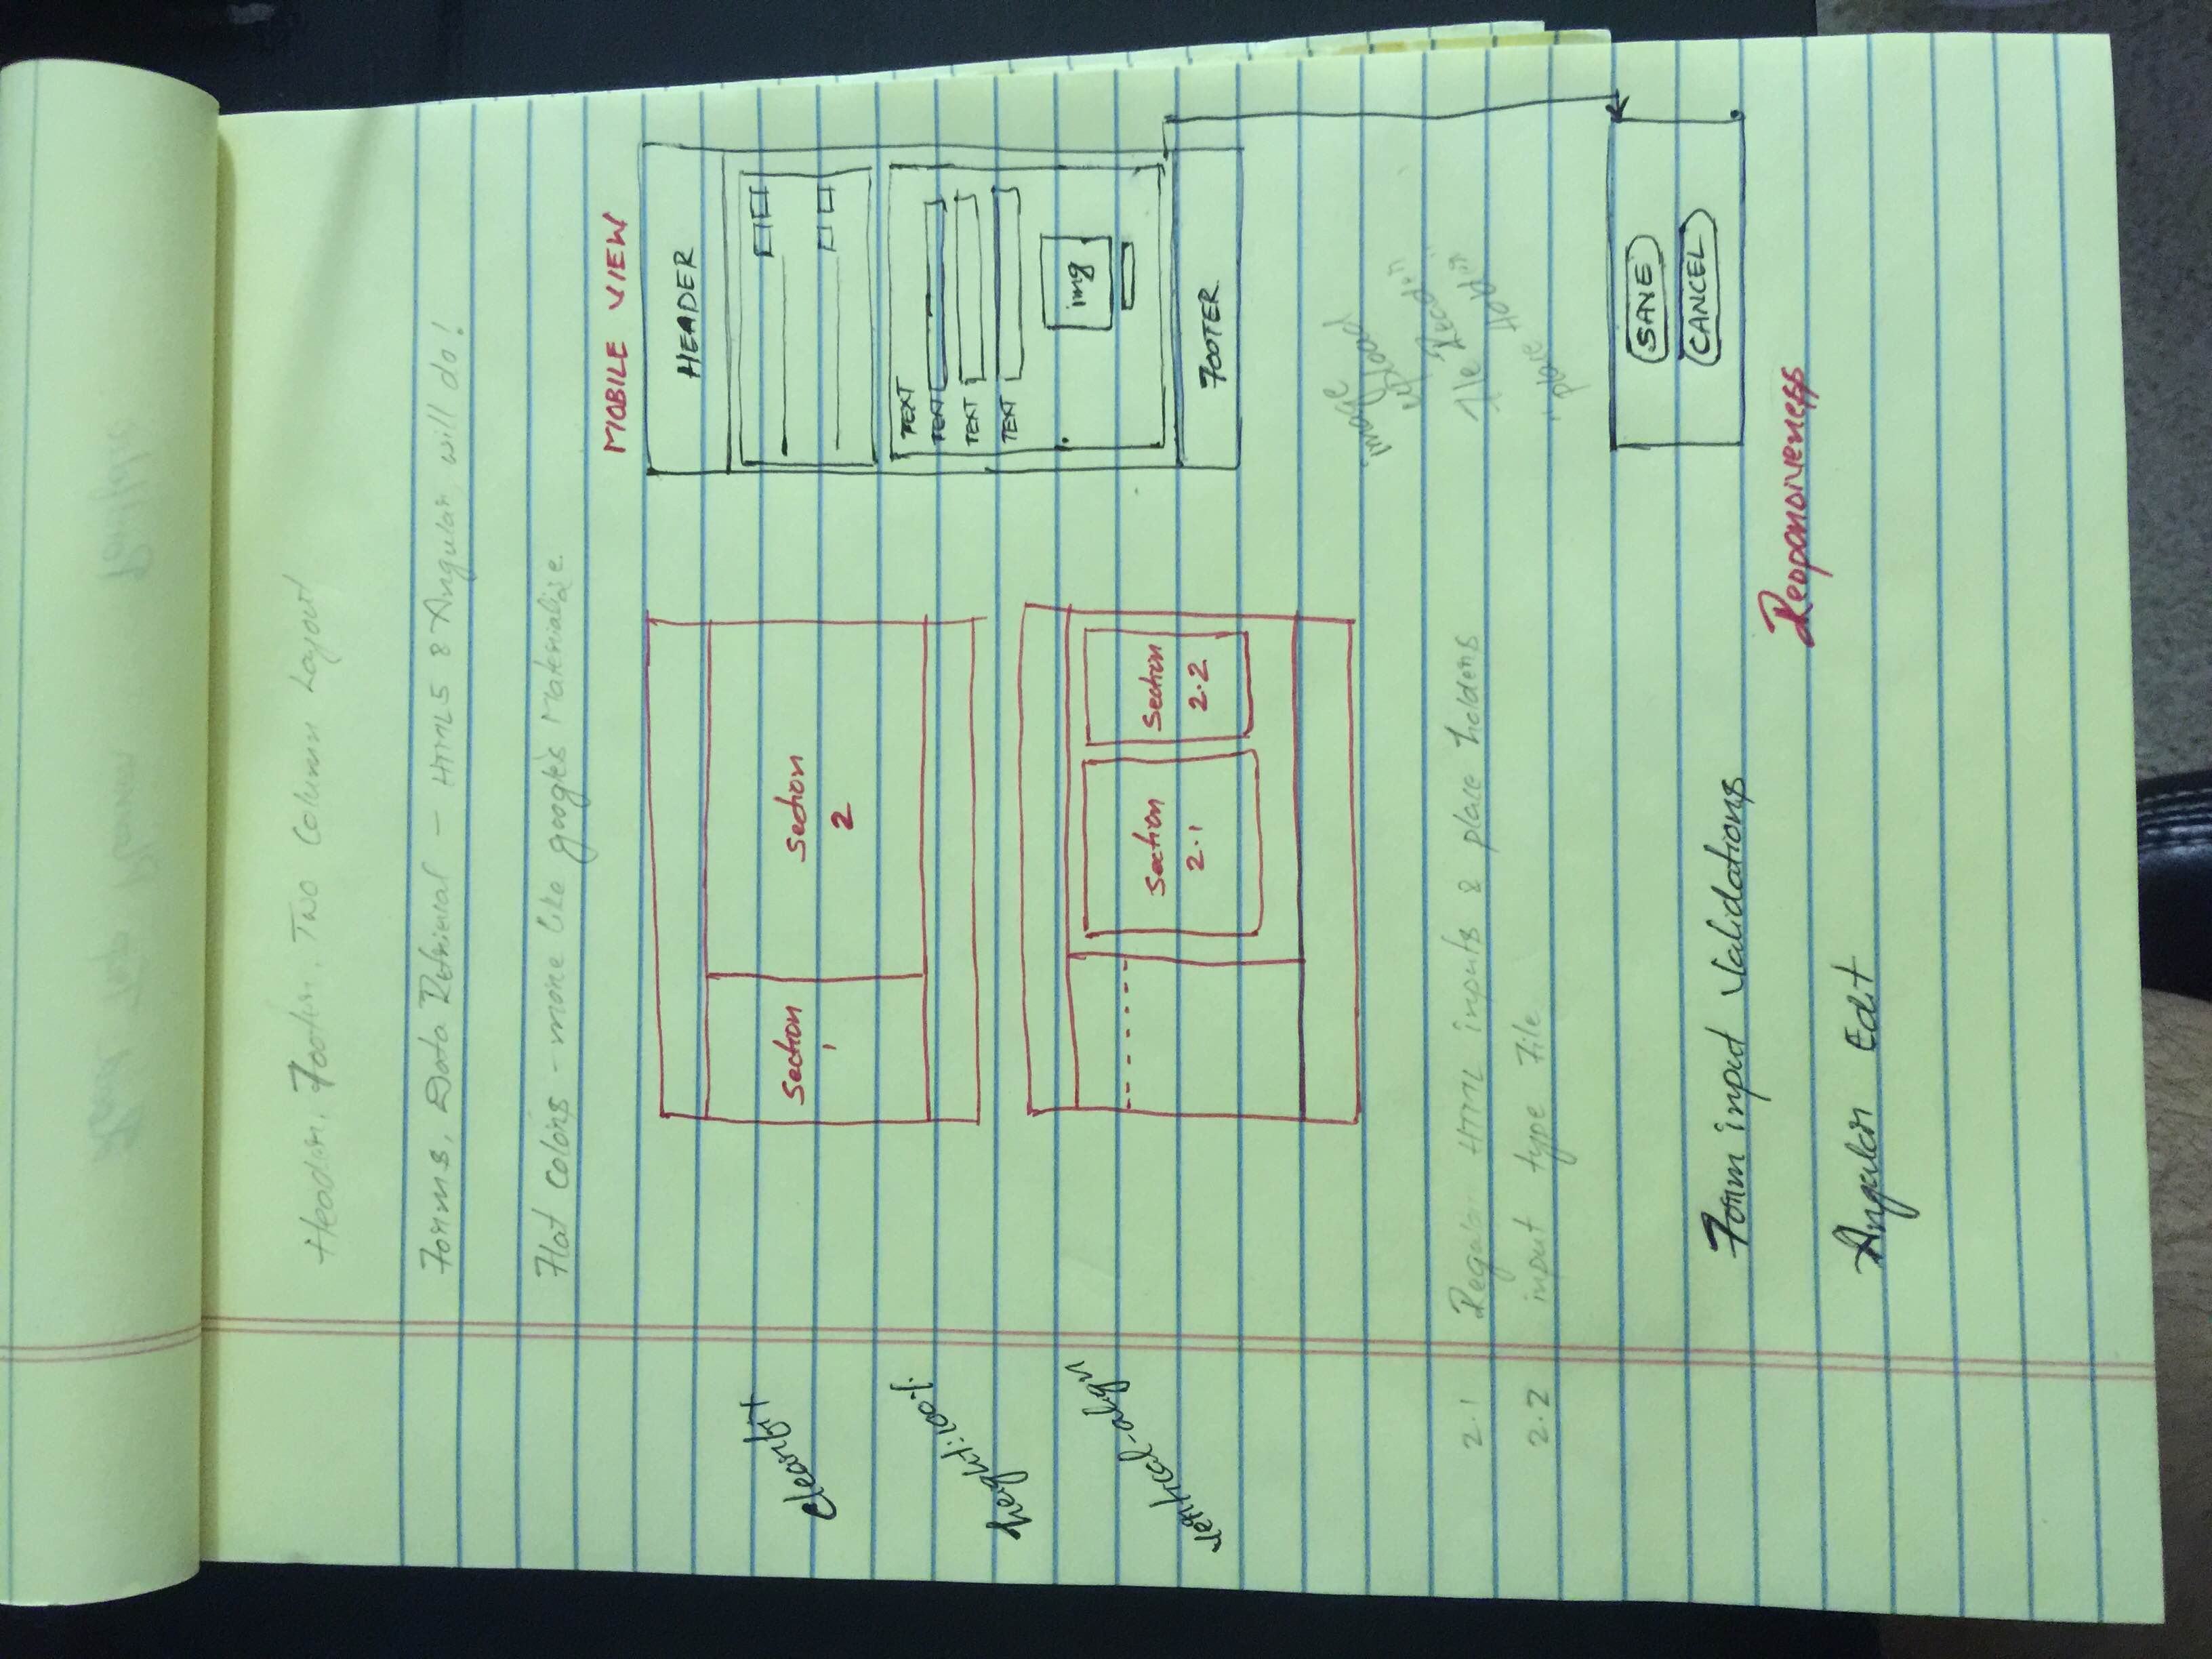 Header, Footer, Two Column Layout
Forms, Data Retrieval - HTML5 & Angular will do!
Flat Colors - more like google's Materialize
MOBILE VIEW
HEADER
clearfix
height:100%
vertical-align
Section
1
Section
2
TEXT
TEXT
TEXT
TEXT
img
FOOTER
Section
2.1
Section
2.2
image
upload
File Reader
"place Holder"
2.1 Regular HTML inputs & place holders
2.2 input type File
SAVE
CANCEL
Form input Validations
Responsiveness
Angular Edit